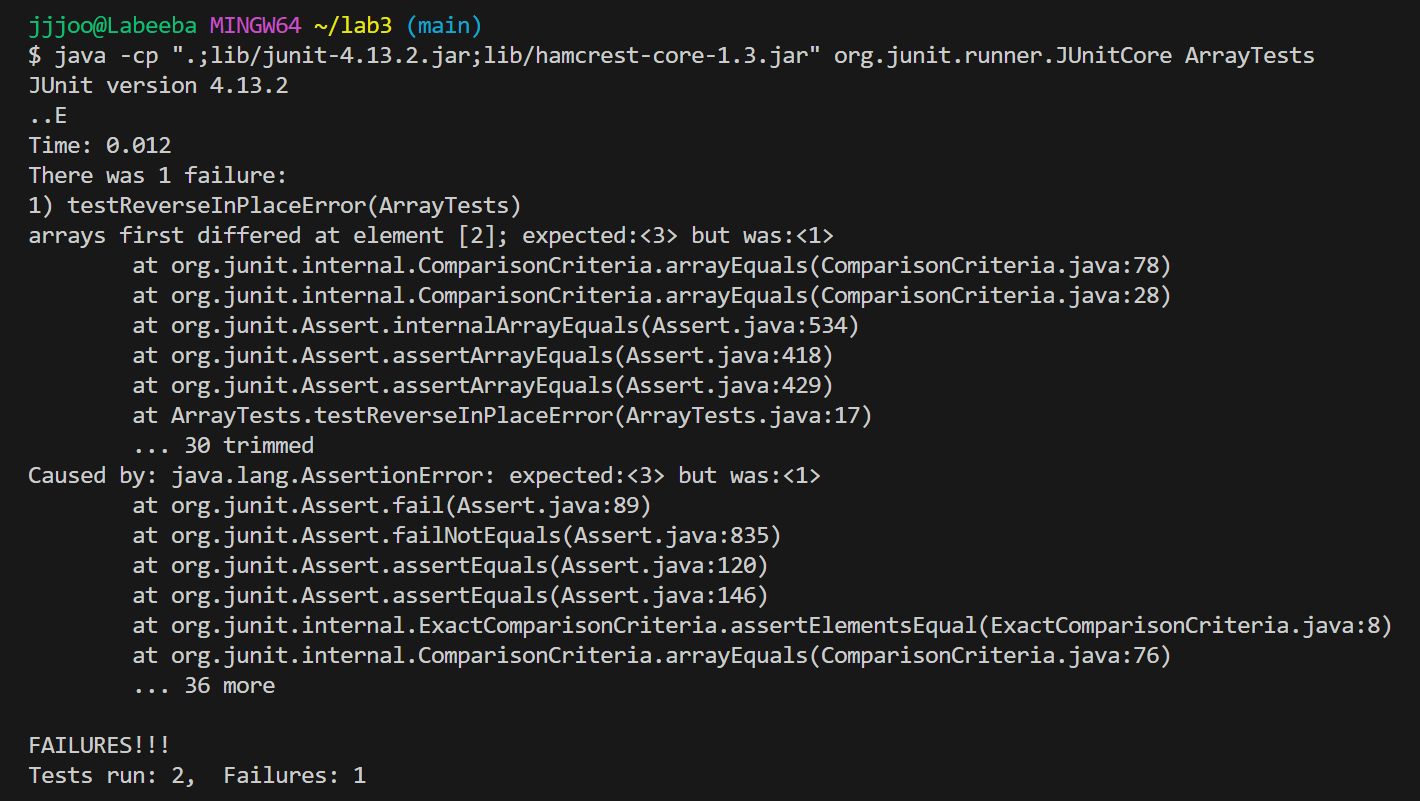 jjjoo@Labeeba MINGW64 ~/lab3 (main)
$ java -cp ".;lib/junit-4.13.2.jar;lib/hamcrest-core-1.3.jar" org.junit.runner.JUnitCore ArrayTests
JUnit version 4.13.2
..E
Time: 0.012
There was 1 failure:
1) testReverseInPlaceError(ArrayTests)
arrays first differed at element [2]; expected:<3> but was:<1>
        at org.junit.internal.ComparisonCriteria.arrayEquals(ComparisonCriteria.java:78)
        at org.junit.internal.ComparisonCriteria.arrayEquals(ComparisonCriteria.java:28)
        at org.junit.Assert.internalArrayEquals(Assert.java:534)
        at org.junit.Assert.assertArrayEquals(Assert.java:418)
        at org.junit.Assert.assertArrayEquals(Assert.java:429)
        at ArrayTests.testReverseInPlaceError(ArrayTests.java:17)
        ... 30 trimmed
Caused by: java.lang.AssertionError: expected:<3> but was:<1>
        at org.junit.Assert.fail(Assert.java:89)
        at org.junit.Assert.failNotEquals(Assert.java:835)
        at org.junit.Assert.assertEquals(Assert.java:120)
        at org.junit.Assert.assertEquals(Assert.java:146)
        at org.junit.internal.ExactComparisonCriteria.assertElementsEqual(ExactComparisonCriteria.java:8)
        at org.junit.internal.ComparisonCriteria.arrayEquals(ComparisonCriteria.java:76)
        ... 36 more

FAILURES!!!
Tests run: 2,  Failures: 1